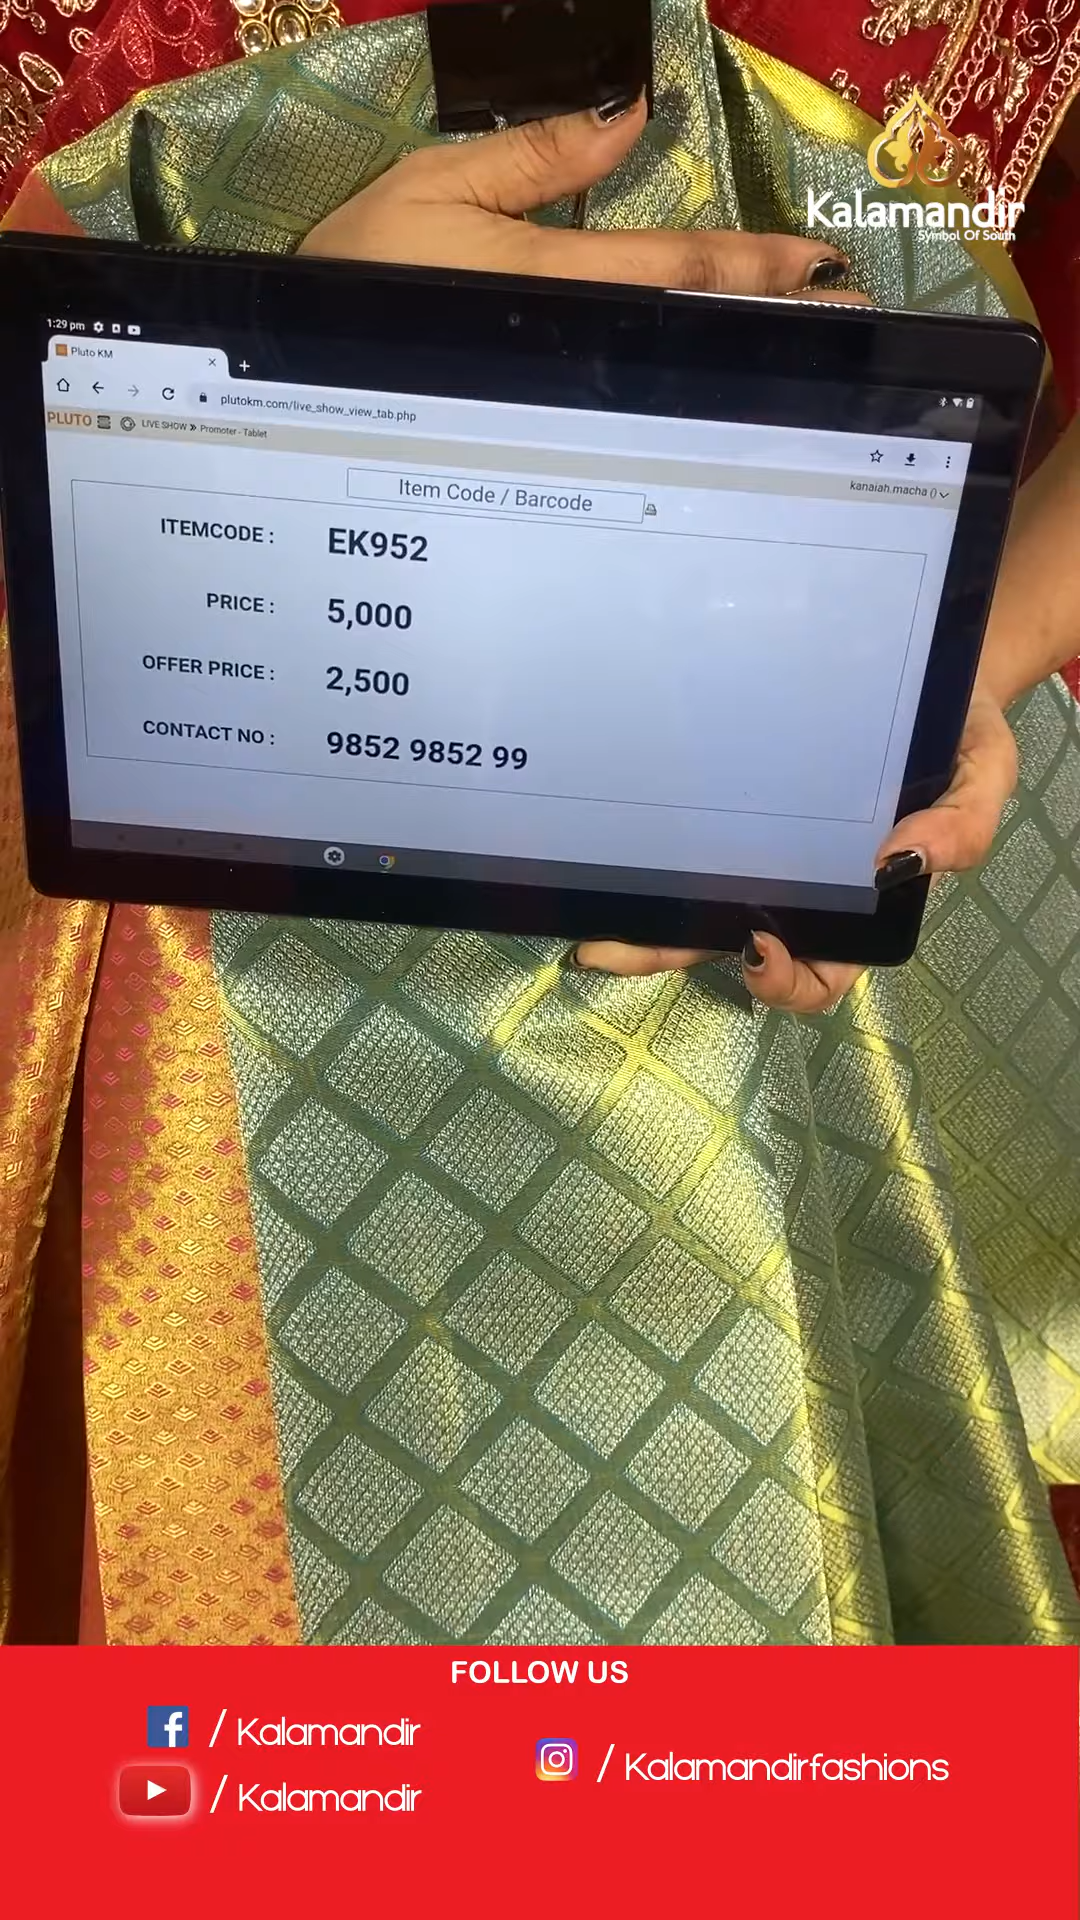 Kalamandir
Symbol Of South
1:29 pm
Pluto KM
plutokm.com/live_show_view_tab.php
PLUTO LIVE SHOW » Promoter - Tablet
kanaiah.macha ()
Item Code / Barcode
ITEMCODE : EK952
PRICE : 5,000
OFFER PRICE : 2,500
CONTACT NO : 9852 9852 99
FOLLOW US
/ Kalamandir
/ Kalamandirfashions
/ Kalamandir